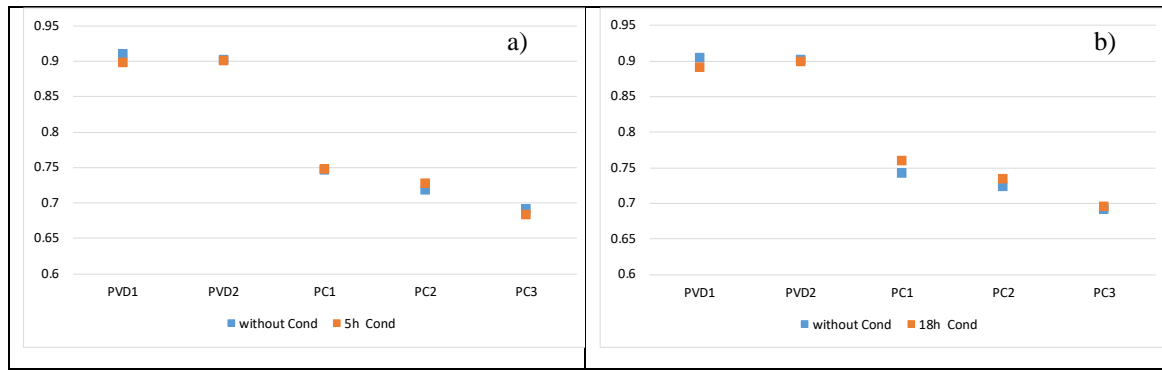 a)
0.95
0.9
0.85
0.8
0.75
0.7
0.65
0.6
PVD1 PVD2 PC1 PC2 PC3
without Cond 5h Cond
b)
0.95
0.9
0.85
0.8
0.75
0.7
0.65
0.6
PVD1 PVD2 PC1 PC2 PC3
without Cond 18h Cond